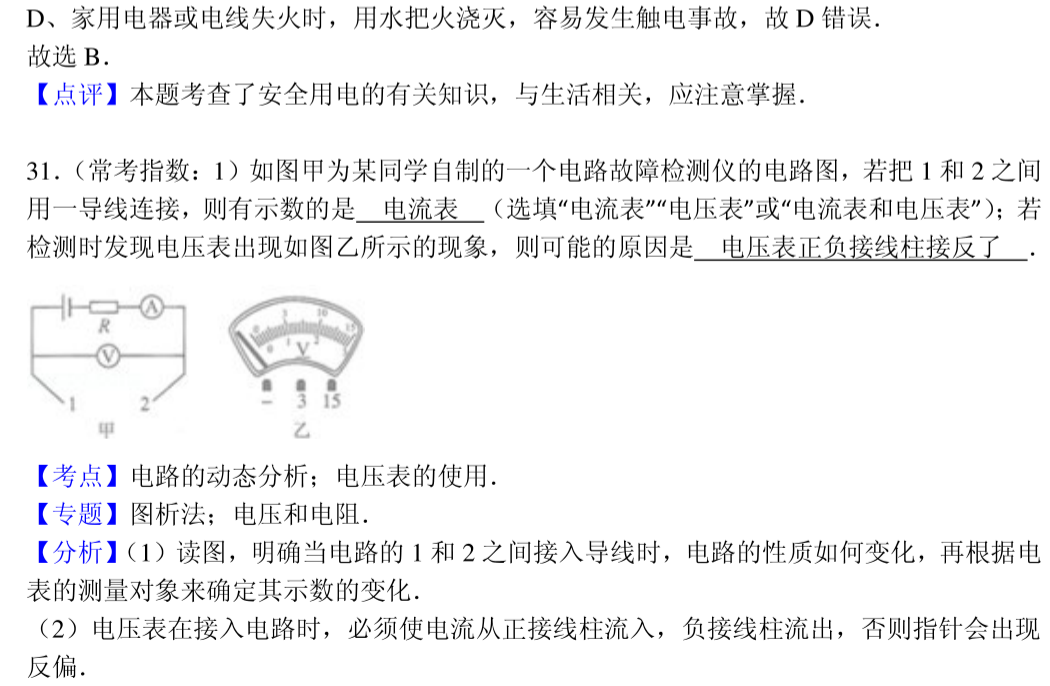 D、家用电器或电线失火时，用水把火浇灭，容易发生触电事故，故 D 错误．
故选 B．
【点评】本题考查了安全用电的有关知识，与生活相关，应注意掌握．
31．（常考指数：1）如图甲为某同学自制的一个电路故障检测仪的电路图，若把 1 和 2 之间
用一导线连接，则有示数的是 电流表 （选填“电流表”“电压表”或“电流表和电压表”）；若
检测时发现电压表出现如图乙所示的现象，则可能的原因是 电压表正负接线柱接反了 ．
R
A
V
1
2
甲
0 5 10 15
0 1 2 3
V
- 3 15
乙
【考点】电路的动态分析；电压表的使用．
【专题】图析法；电压和电阻．
【分析】（1）读图，明确当电路的 1 和 2 之间接入导线时，电路的性质如何变化，再根据电
表的测量对象来确定其示数的变化．
（2）电压表在接入电路时，必须使电流从正接线柱流入，负接线柱流出，否则指针会出现
反偏．